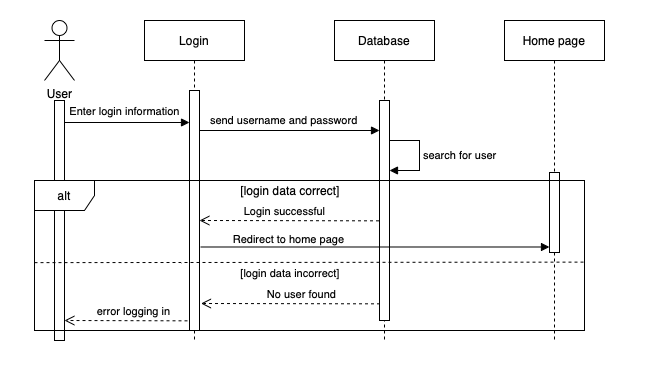 Login
Database
Home page
User
Enter login information
send username and password
search for user
alt
[login data correct]
Login successful
Redirect to home page
[login data incorrect]
No user found
error logging in